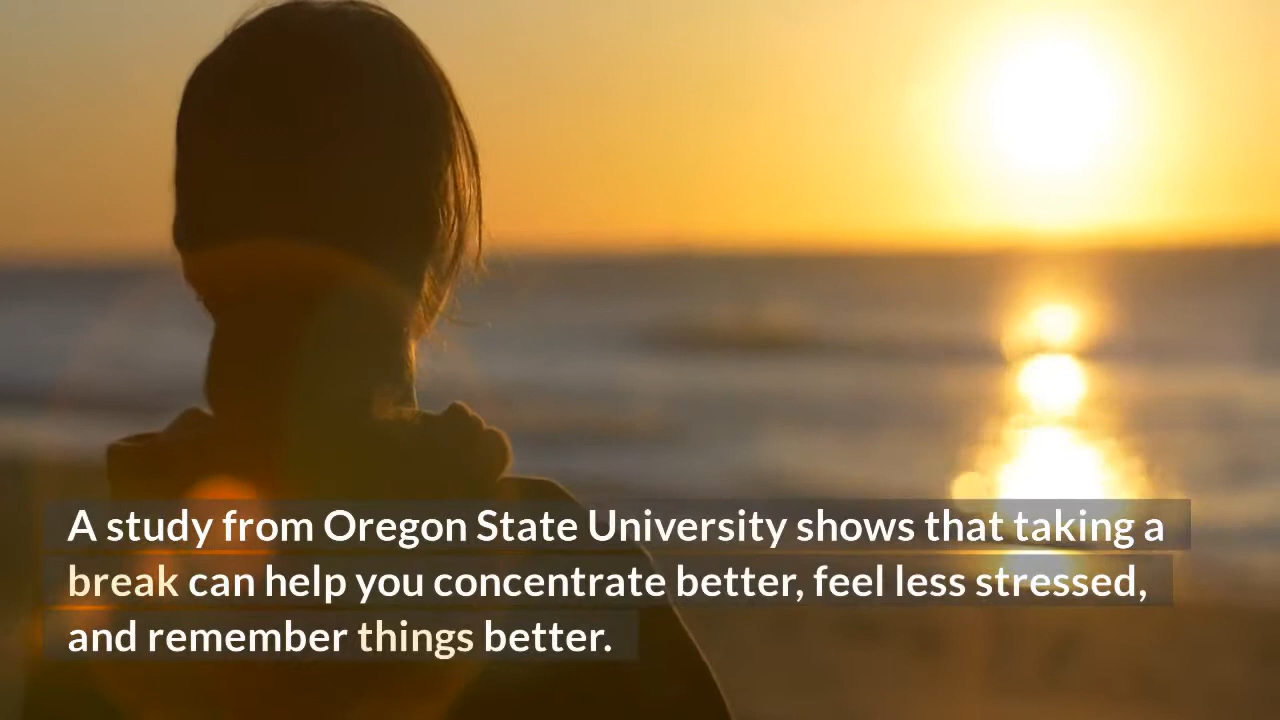 A study from Oregon State University shows that taking a
break can help you concentrate better, feel less stressed,
and remember things better.